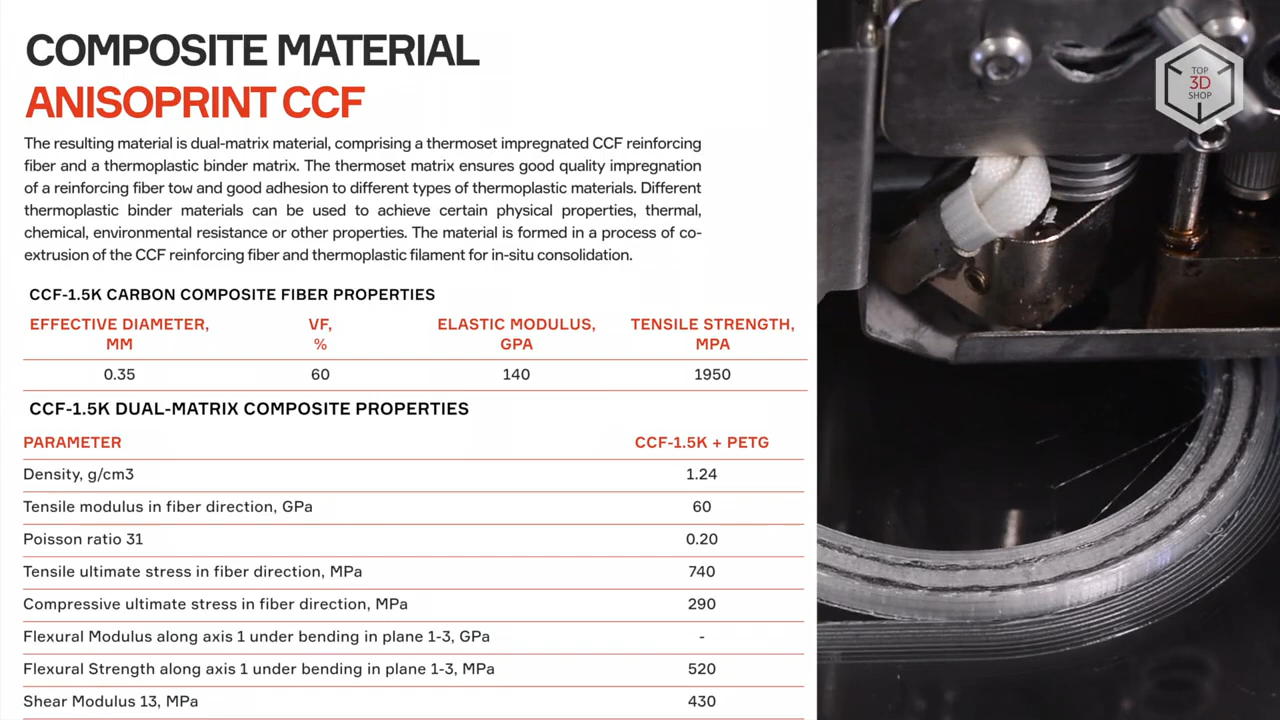 COMPOSITE MATERIAL
ANISOPRINT CCF
The resulting material is dual-matrix material, comprising a thermoset impregnated CCF reinforcing
fiber and a thermoplastic binder matrix. The thermoset matrix ensures good quality impregnation
of a reinforcing fiber tow and good adhesion to different types of thermoplastic materials. Different
thermoplastic binder materials can be used to achieve certain physical properties, thermal,
chemical, environmental resistance or other properties. The material is formed in a process of co-
extrusion of the CCF reinforcing fiber and thermoplastic filament for in-situ consolidation.
CCF-1.5K CARBON COMPOSITE FIBER PROPERTIES
EFFECTIVE DIAMETER, VF, ELASTIC MODULUS, TENSILE STRENGTH,
MM % GPA MPA
0.35 60 140 1950
CCF-1.5K DUAL-MATRIX COMPOSITE PROPERTIES
PARAMETER CCF-1.5K + PETG
Density, g/cm3 1.24
Tensile modulus in fiber direction, GPa 60
Poisson ratio 31 0.20
Tensile ultimate stress in fiber direction, MPa 740
Compressive ultimate stress in fiber direction, MPa 290
Flexural Modulus along axis 1 under bending in plane 1-3, GPa -
Flexural Strength along axis 1 under bending in plane 1-3, MPa 520
Shear Modulus 13, MPa 430
TOP
3D
SHOP